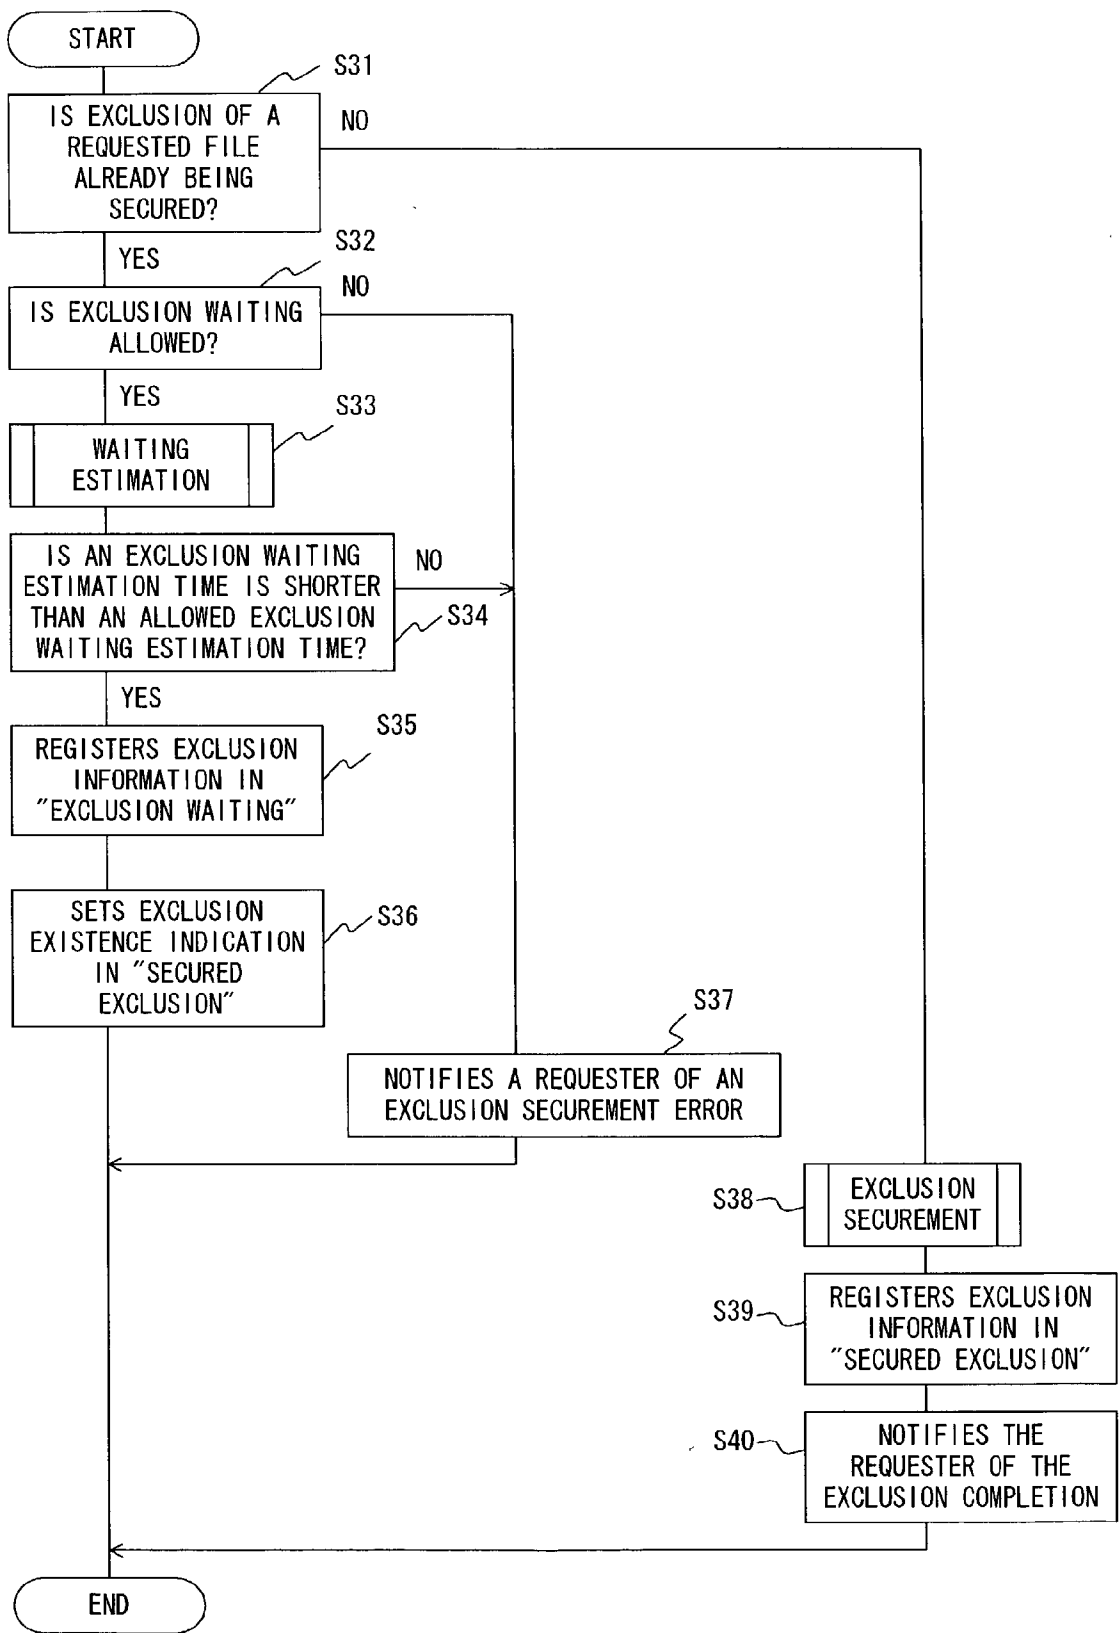 START
S31
IS EXCLUSION OF A
REQUESTED FILE
ALREADY BEING
SECURED?
NO
YES
S32
IS EXCLUSION WAITING
ALLOWED?
NO
YES
S33
WAITING
ESTIMATION
IS AN EXCLUSION WAITING
ESTIMATION TIME IS SHORTER
THAN AN ALLOWED EXCLUSION
WAITING ESTIMATION TIME?
NO
S34
YES
S35
REGISTERS EXCLUSION
INFORMATION IN
"EXCLUSION WAITING"
S36
SETS EXCLUSION
EXISTENCE INDICATION
IN "SECURED
EXCLUSION"
S37
NOTIFIES A REQUESTER OF AN
EXCLUSION SECUREMENT ERROR
S38
EXCLUSION
SECUREMENT
S39
REGISTERS EXCLUSION
INFORMATION IN
"SECURED EXCLUSION"
S40
NOTIFIES THE
REQUESTER OF THE
EXCLUSION COMPLETION
END